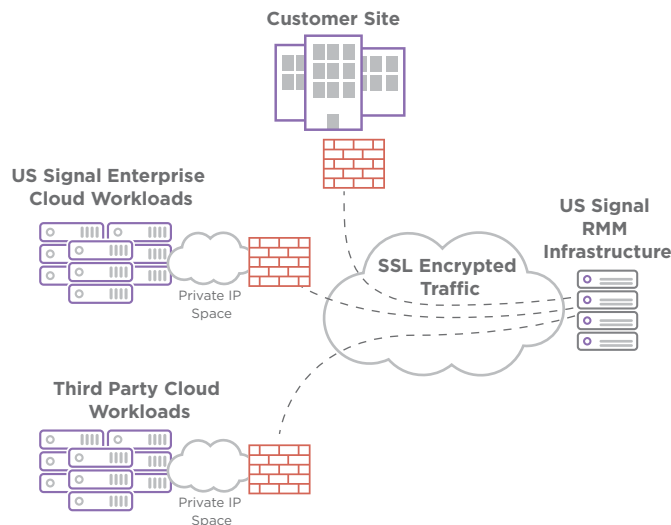 Customer Site
US Signal Enterprise
Cloud Workloads
Private IP
Space
SSL Encrypted
Traffic
US Signal
RMM
Infrastructure
Third Party Cloud
Workloads
Private IP
Space